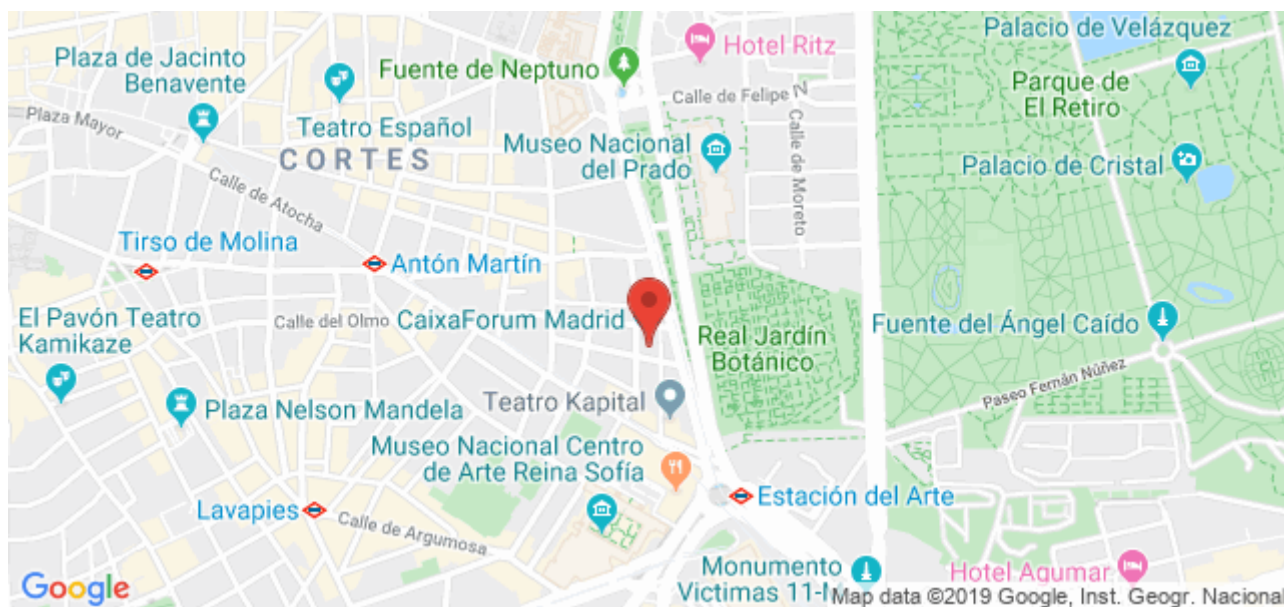 Hotel Ritz
Palacio de Velázquez
Plaza de Jacinto
Benavente
Fuente de Neptuno
Calle de Felipe
Parque de
El Retiro
Plaza Mayor
Teatro Español
CORTES
Museo Nacional
del Prado
Calle de Moreto
Palacio de Cristal
Calle de Atocha
Tirso de Molina
Antón Martín
El Pavón Teatro
Kamikaze
Calle del Olmo
CaixaForum Madrid
Real Jardín
Botánico
Fuente del Ángel Caído
Paseo Fernán Núñez
Plaza Nelson Mandela
Teatro Kapital
Museo Nacional Centro
de Arte Reina Sofía
Lavapies
Calle de Argumosa
Estación del Arte
Monumento
Victimas 11-M
Hotel Agumar
Google
Map data ©2019 Google, Inst. Geogr. Naciona